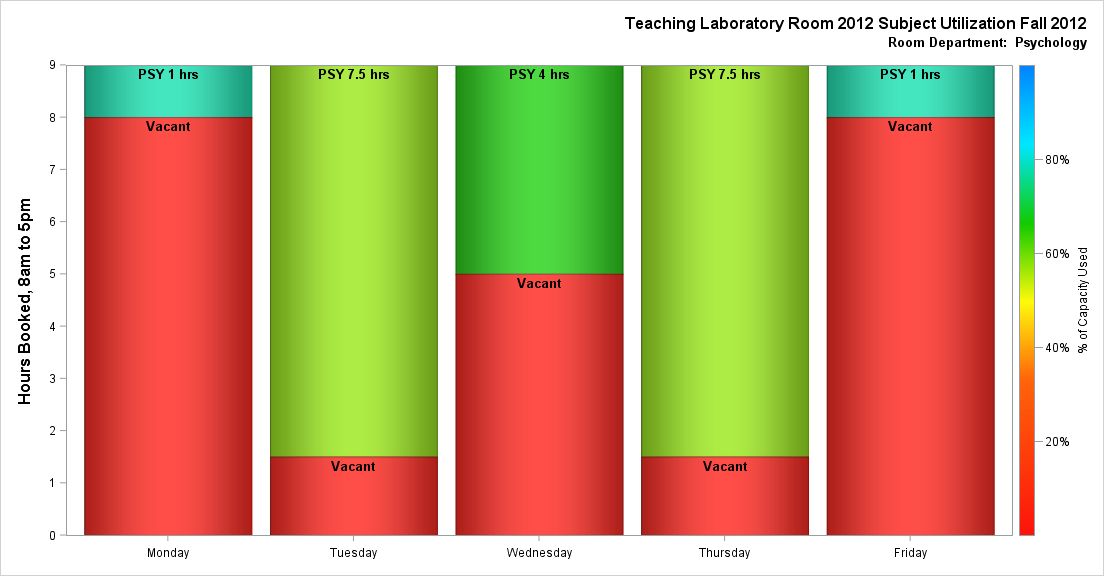 Teaching Laboratory Room 2012 Subject Utilization Fall 2012
Room Department:  Psychology
Hours Booked, 8am to 5pm
9
8
7
6
5
4
3
2
1
0
PSY 1 hrs
Vacant
PSY 7.5 hrs
Vacant
PSY 4 hrs
Vacant
PSY 7.5 hrs
Vacant
PSY 1 hrs
Vacant
Monday
Tuesday
Wednesday
Thursday
Friday
80%
60%
40%
20%
% of Capacity Used